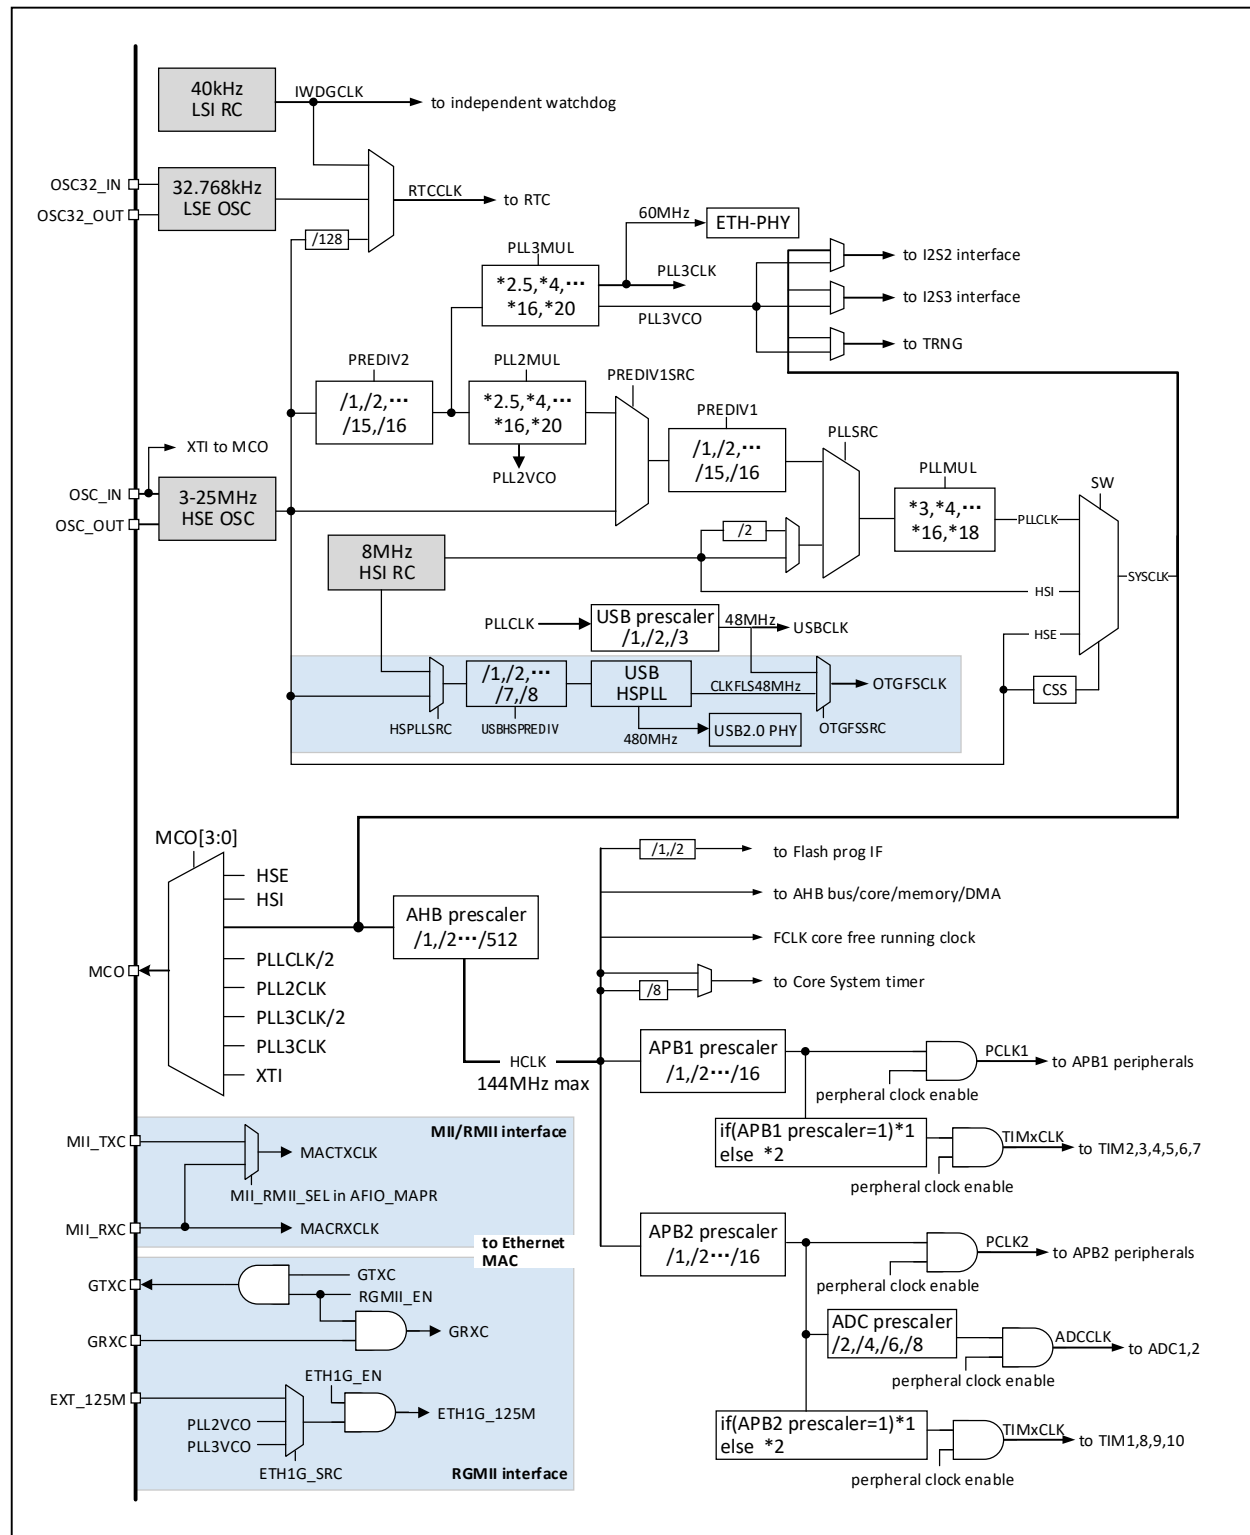 40kHz
LSI RC
IWDGCLK
to independent watchdog
OSC32_IN
OSC32_OUT
32.768kHz
LSE OSC
RTCCLK
to RTC
/128
60MHz
ETH-PHY
PLL3MUL
*2.5,*4,···
*16,*20
PLL3CLK
PLL3VCO
to I2S2 interface
to I2S3 interface
to TRNG
PREDIV2
/1,/2,···
/15,/16
PLL2MUL
*2.5,*4,···
*16,*20
PLL2VCO
PREDIV1SRC
PREDIV1
/1,/2,···
/15,/16
PLLSRC
PLLMUL
*3,*4,···
*16,*18
PLLCLK
SW
XTI to MCO
OSC_IN
OSC_OUT
3-25MHz
HSE OSC
/2
8MHz
HSI RC
HSI
SYSCLK
HSE
CSS
PLLCLK
USB prescaler
/1,/2,/3
48MHz
USBCLK
HSPLLSRC
/1,/2,···
/7,/8
USBHSPREDIV
USB
HSPLL
CLKFLS48MHz
OTGFSCLK
OTGFSSRC
480MHz
USB2.0 PHY
MCO[3:0]
HSE
HSI
PLLCLK/2
PLL2CLK
PLL3CLK/2
PLL3CLK
XTI
MCO
AHB prescaler
/1,/2···/512
HCLK
144MHz max
/1,/2
to Flash prog IF
to AHB bus/core/memory/DMA
FCLK core free running clock
/8
to Core System timer
APB1 prescaler
/1,/2···/16
PCLK1
to APB1 peripherals
perpheral clock enable
if(APB1 prescaler=1)*1
else *2
TIMxCLK
to TIM2,3,4,5,6,7
perpheral clock enable
APB2 prescaler
/1,/2···/16
PCLK2
to APB2 peripherals
perpheral clock enable
ADC prescaler
/2,/4,/6,/8
ADCCLK
to ADC1,2
perpheral clock enable
if(APB2 prescaler=1)*1
else *2
TIMxCLK
to TIM1,8,9,10
perpheral clock enable
MII/RMII interface
MII_TXC
MACTXCLK
MII_RMII_SEL in AFIO_MAPR
MII_RXC
MACRXCLK
to Ethernet
MAC
GTXC
GTXC
RGMII_EN
GRXC
GRXC
EXT_125M
ETH1G_EN
ETH1G_125M
PLL2VCO
PLL3VCO
ETH1G_SRC
RGMII interface